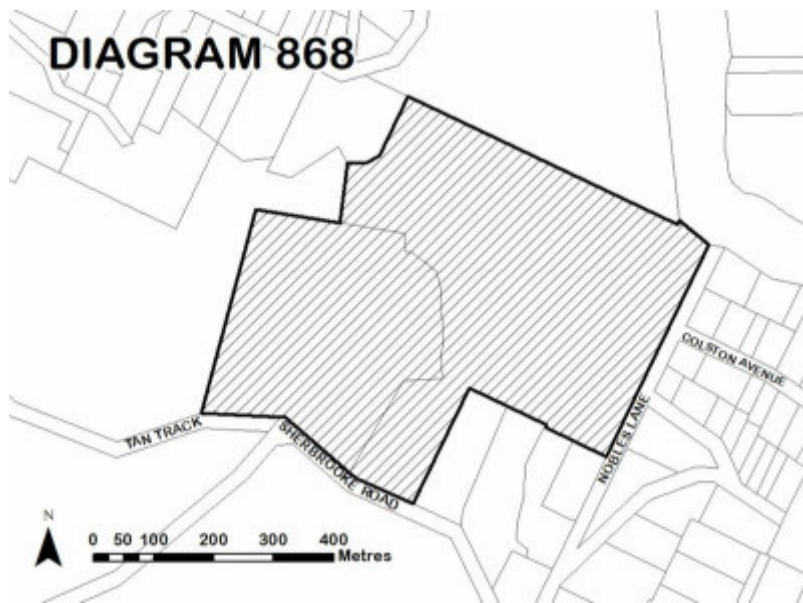 DIAGRAM 868
COLSTON AVENUE
NOBLES LANE
TAN TRACK
SHERBROOKE ROAD
N
0 50 100 200 300 400
Metres